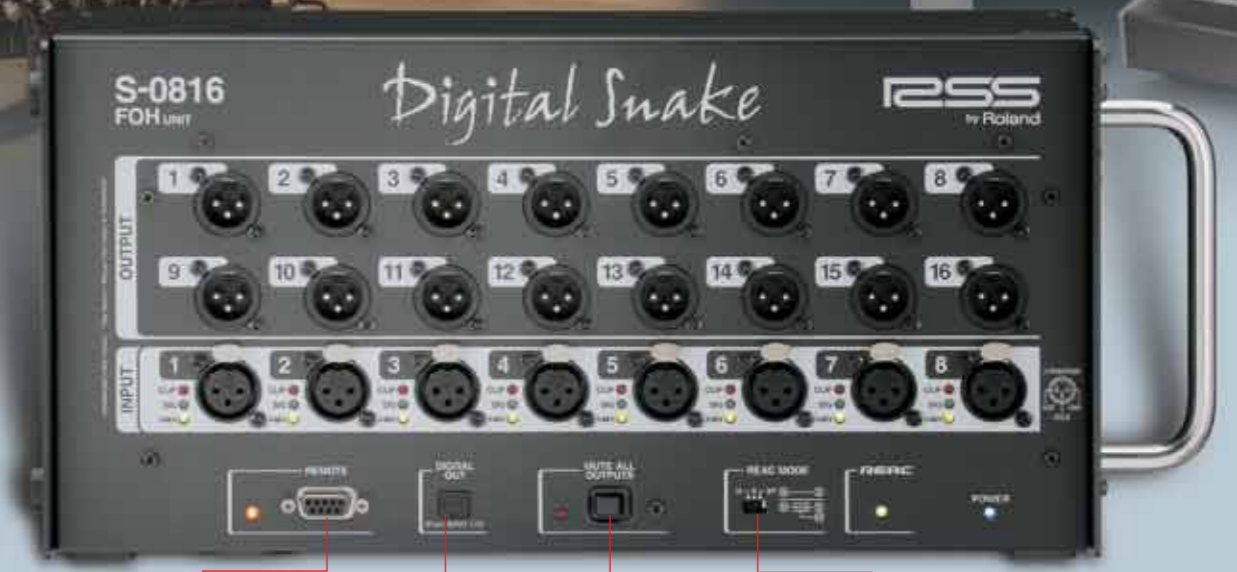 S-0816
FOH UNIT
Digital Snake
RSS
by Roland
OUTPUT
1 2 3 4 5 6 7 8
9 10 11 12 13 14 15 16
INPUT
1 2 3 4 5 6 7 8
CLIP CLIP CLIP CLIP CLIP CLIP CLIP CLIP
SIG SIG SIG SIG SIG SIG SIG SIG
REMOTE
DIGITAL
OUT
MUTE ALL
OUTPUTS
REAC MODE
REAC
POWER